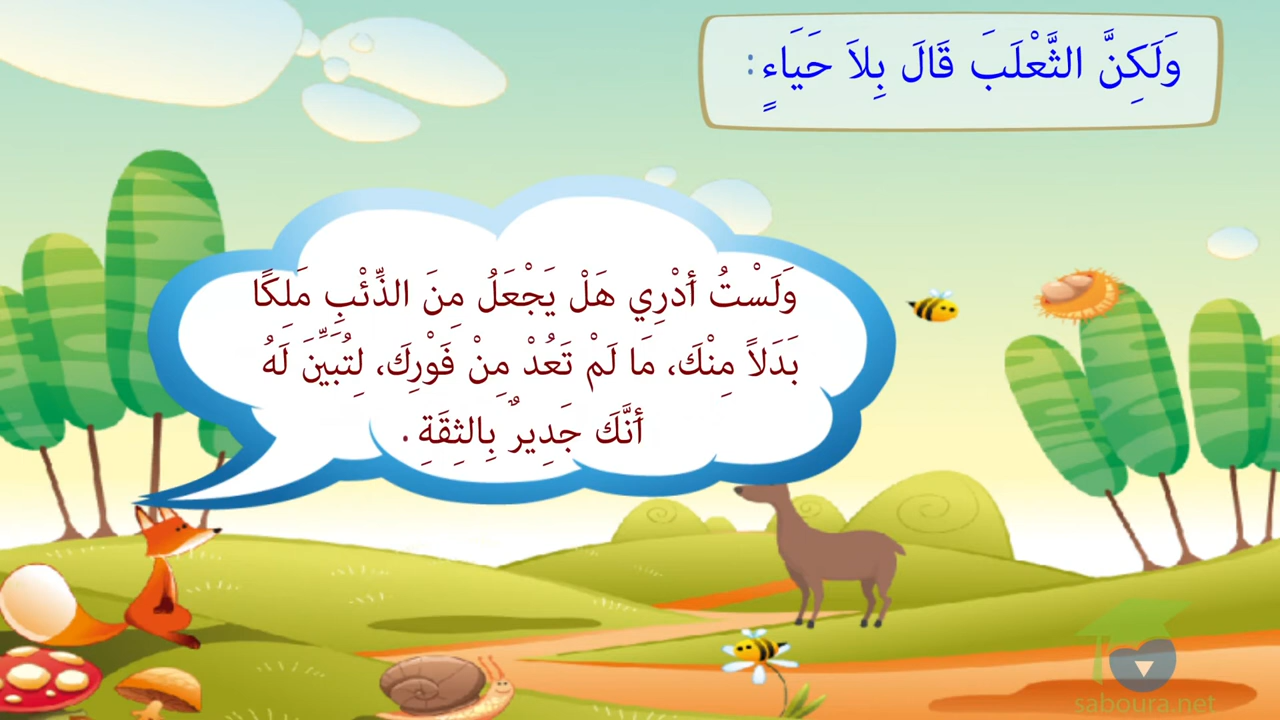 وَلَكِنَّ الثَّعْلَبَ قَالَ بِلاَ حَيَاءٍ:
وَلَسْتُ أَدْرِي هَلْ يَجْعَلُ مِنَ الذِّئْبِ مَلِكًا
بَدَلاً مِنْكَ، مَا لَمْ تَعُدْ مِنْ فَوْرِكَ، لِتُبَيِّنَ لَهُ
أَنَّكَ جَدِيرٌ بِالثِقَةِ.
saboura.net